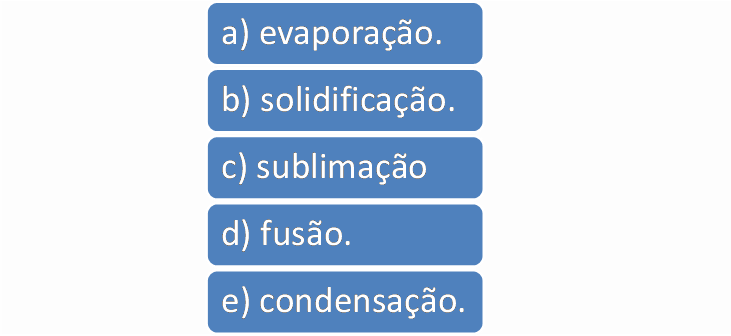 a) evaporação.
b) solidificação.
c) sublimação
d) fusão.
e) condensação.